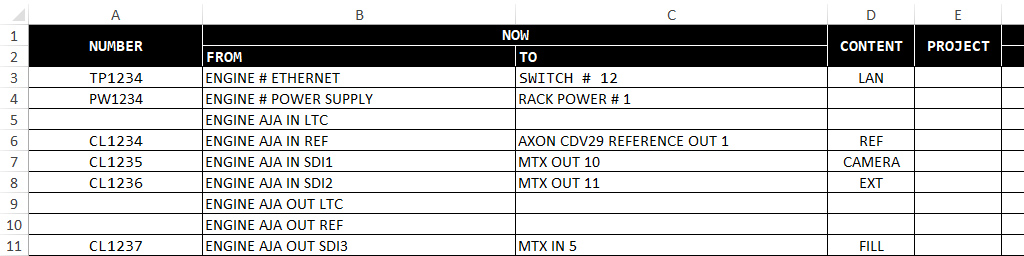 A B C D E
1 NUMBER NOW CONTENT PROJECT
2 FROM TO
3 TP1234 ENGINE # ETHERNET SWITCH # 12 LAN
4 PW1234 ENGINE # POWER SUPPLY RACK POWER # 1
5 ENGINE AJA IN LTC
6 CL1234 ENGINE AJA IN REF AXON CDV29 REFERENCE OUT 1 REF
7 CL1235 ENGINE AJA IN SDI1 MTX OUT 10 CAMERA
8 CL1236 ENGINE AJA IN SDI2 MTX OUT 11 EXT
9 ENGINE AJA OUT LTC
10 ENGINE AJA OUT REF
11 CL1237 ENGINE AJA OUT SDI3 MTX IN 5 FILL